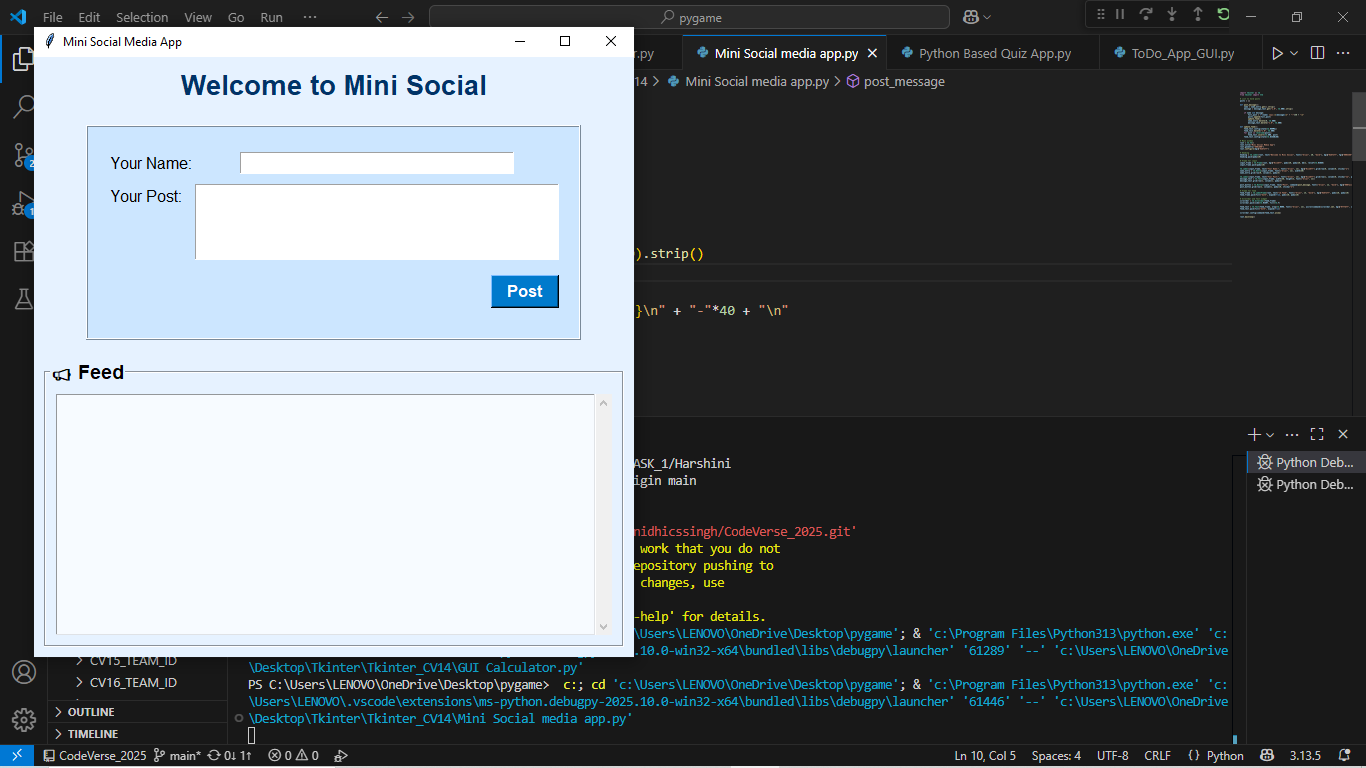 File Edit Selection View Go Run ··· pygame
Mini Social Media App
er.py Mini Social media app.py Python Based Quiz App.py ToDo_App_GUI.py
14 > Mini Social media app.py > post_message
Welcome to Mini Social
Your Name:
Your Post:
Post
Feed
).strip()
}\n" + "-"*40 + "\n"
2
1
Python Deb...
Python Deb...
ASK_1/Harshini
igin main
nidhicssingh/CodeVerse_2025.git'
work that you do not
epository pushing to
changes, use
-help' for details.
\Users\LENOVO\OneDrive\Desktop\pygame'; & 'c:\Program Files\Python313\python.exe' 'c:
.10.0-win32-x64\bundled\libs\debugpy\launcher' '61289' '--' 'c:\Users\LENOVO\OneDrive
\Desktop\Tkinter\Tkinter_CV14\GUI Calculator.py'
PS C:\Users\LENOVO\OneDrive\Desktop\pygame> c:; cd 'c:\Users\LENOVO\OneDrive\Desktop\pygame'; & 'c:\Program Files\Python313\python.exe' 'c:
\Users\LENOVO\.vscode\extensions\ms-python.debugpy-2025.10.0-win32-x64\bundled\libs\debugpy\launcher' '61446' '--' 'c:\Users\LENOVO\OneDrive
\Desktop\Tkinter\Tkinter_CV14\Mini Social media app.py'
CV15_TEAM_ID
CV16_TEAM_ID
OUTLINE
TIMELINE
CodeVerse_2025 main* 0↓ 1↑ 0 0 Ln 10, Col 5 Spaces: 4 UTF-8 CRLF {} Python 3.13.5